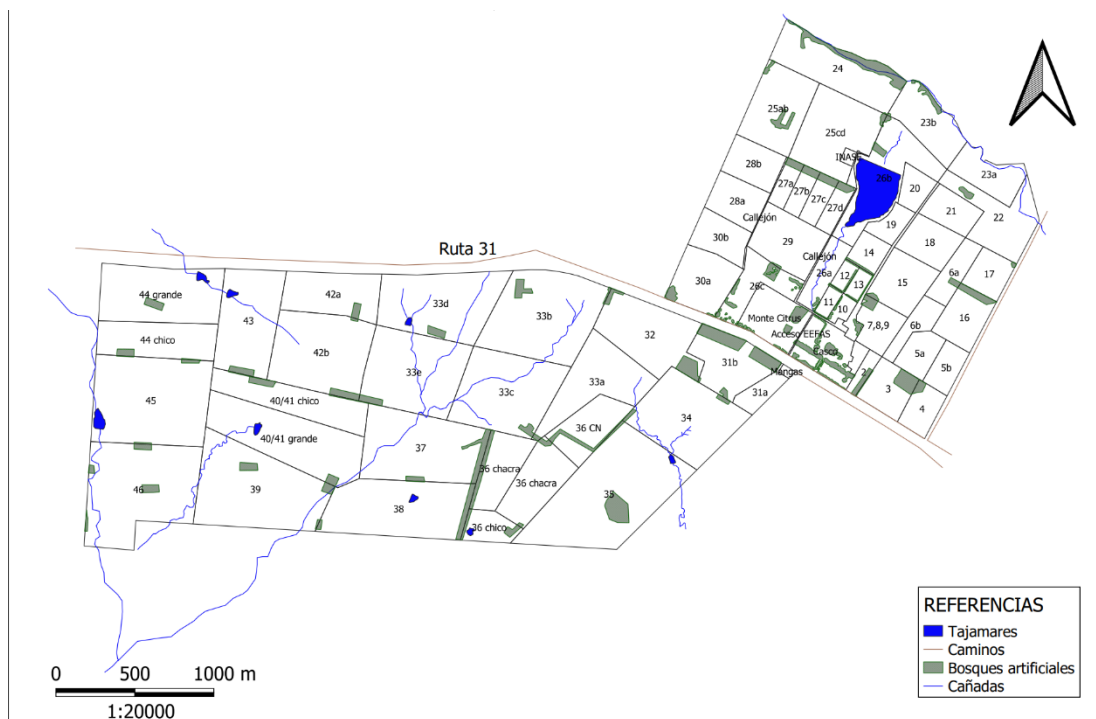 24
25ab
23b
25cd
INASE
28b
27a
27b
27c
27d
26b
20
23a
28a
21
22
Callejón
19
30b
29
18
14
Callejón
6a
17
Ruta 31
26a
12
13
15
30a
26c
11
10
16
44 grande
42a
33d
33b
Monte Citrus
7,8,9
6b
43
Acceso EEFAS
44 chico
32
Casco
5a
42b
31b
Mangas
2
5b
33e
33a
31a
3
45
40/41 chico
33c
4
34
36 CN
40/41 grande
37
36 chacra
36 chacra
46
39
35
38
36 chico
REFERENCIAS
Tajamares
Caminos
Bosques artificiales
Cañadas
0 500 1000 m
1:20000